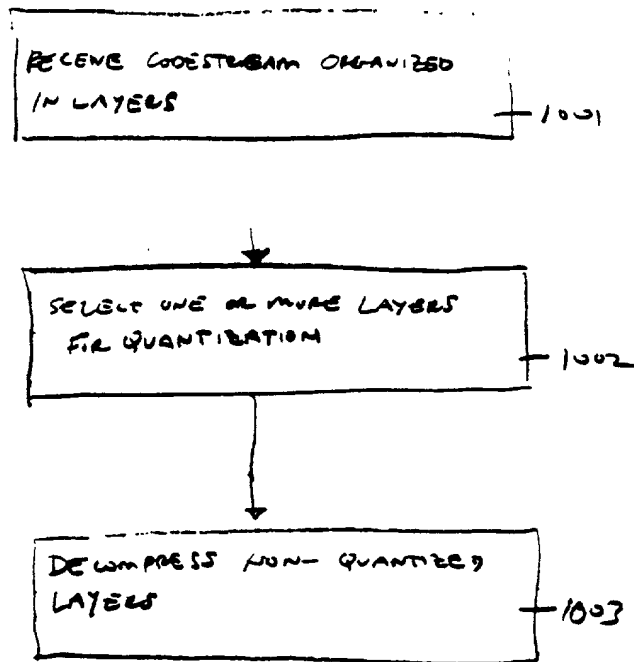 RECEIVE CODESTREAM ORGANIZED
IN LAYERS
1001
SELECT ONE OR MORE LAYERS
FOR QUANTIZATION
1002
DECOMPRESS NON- QUANTIZED
LAYERS
1003